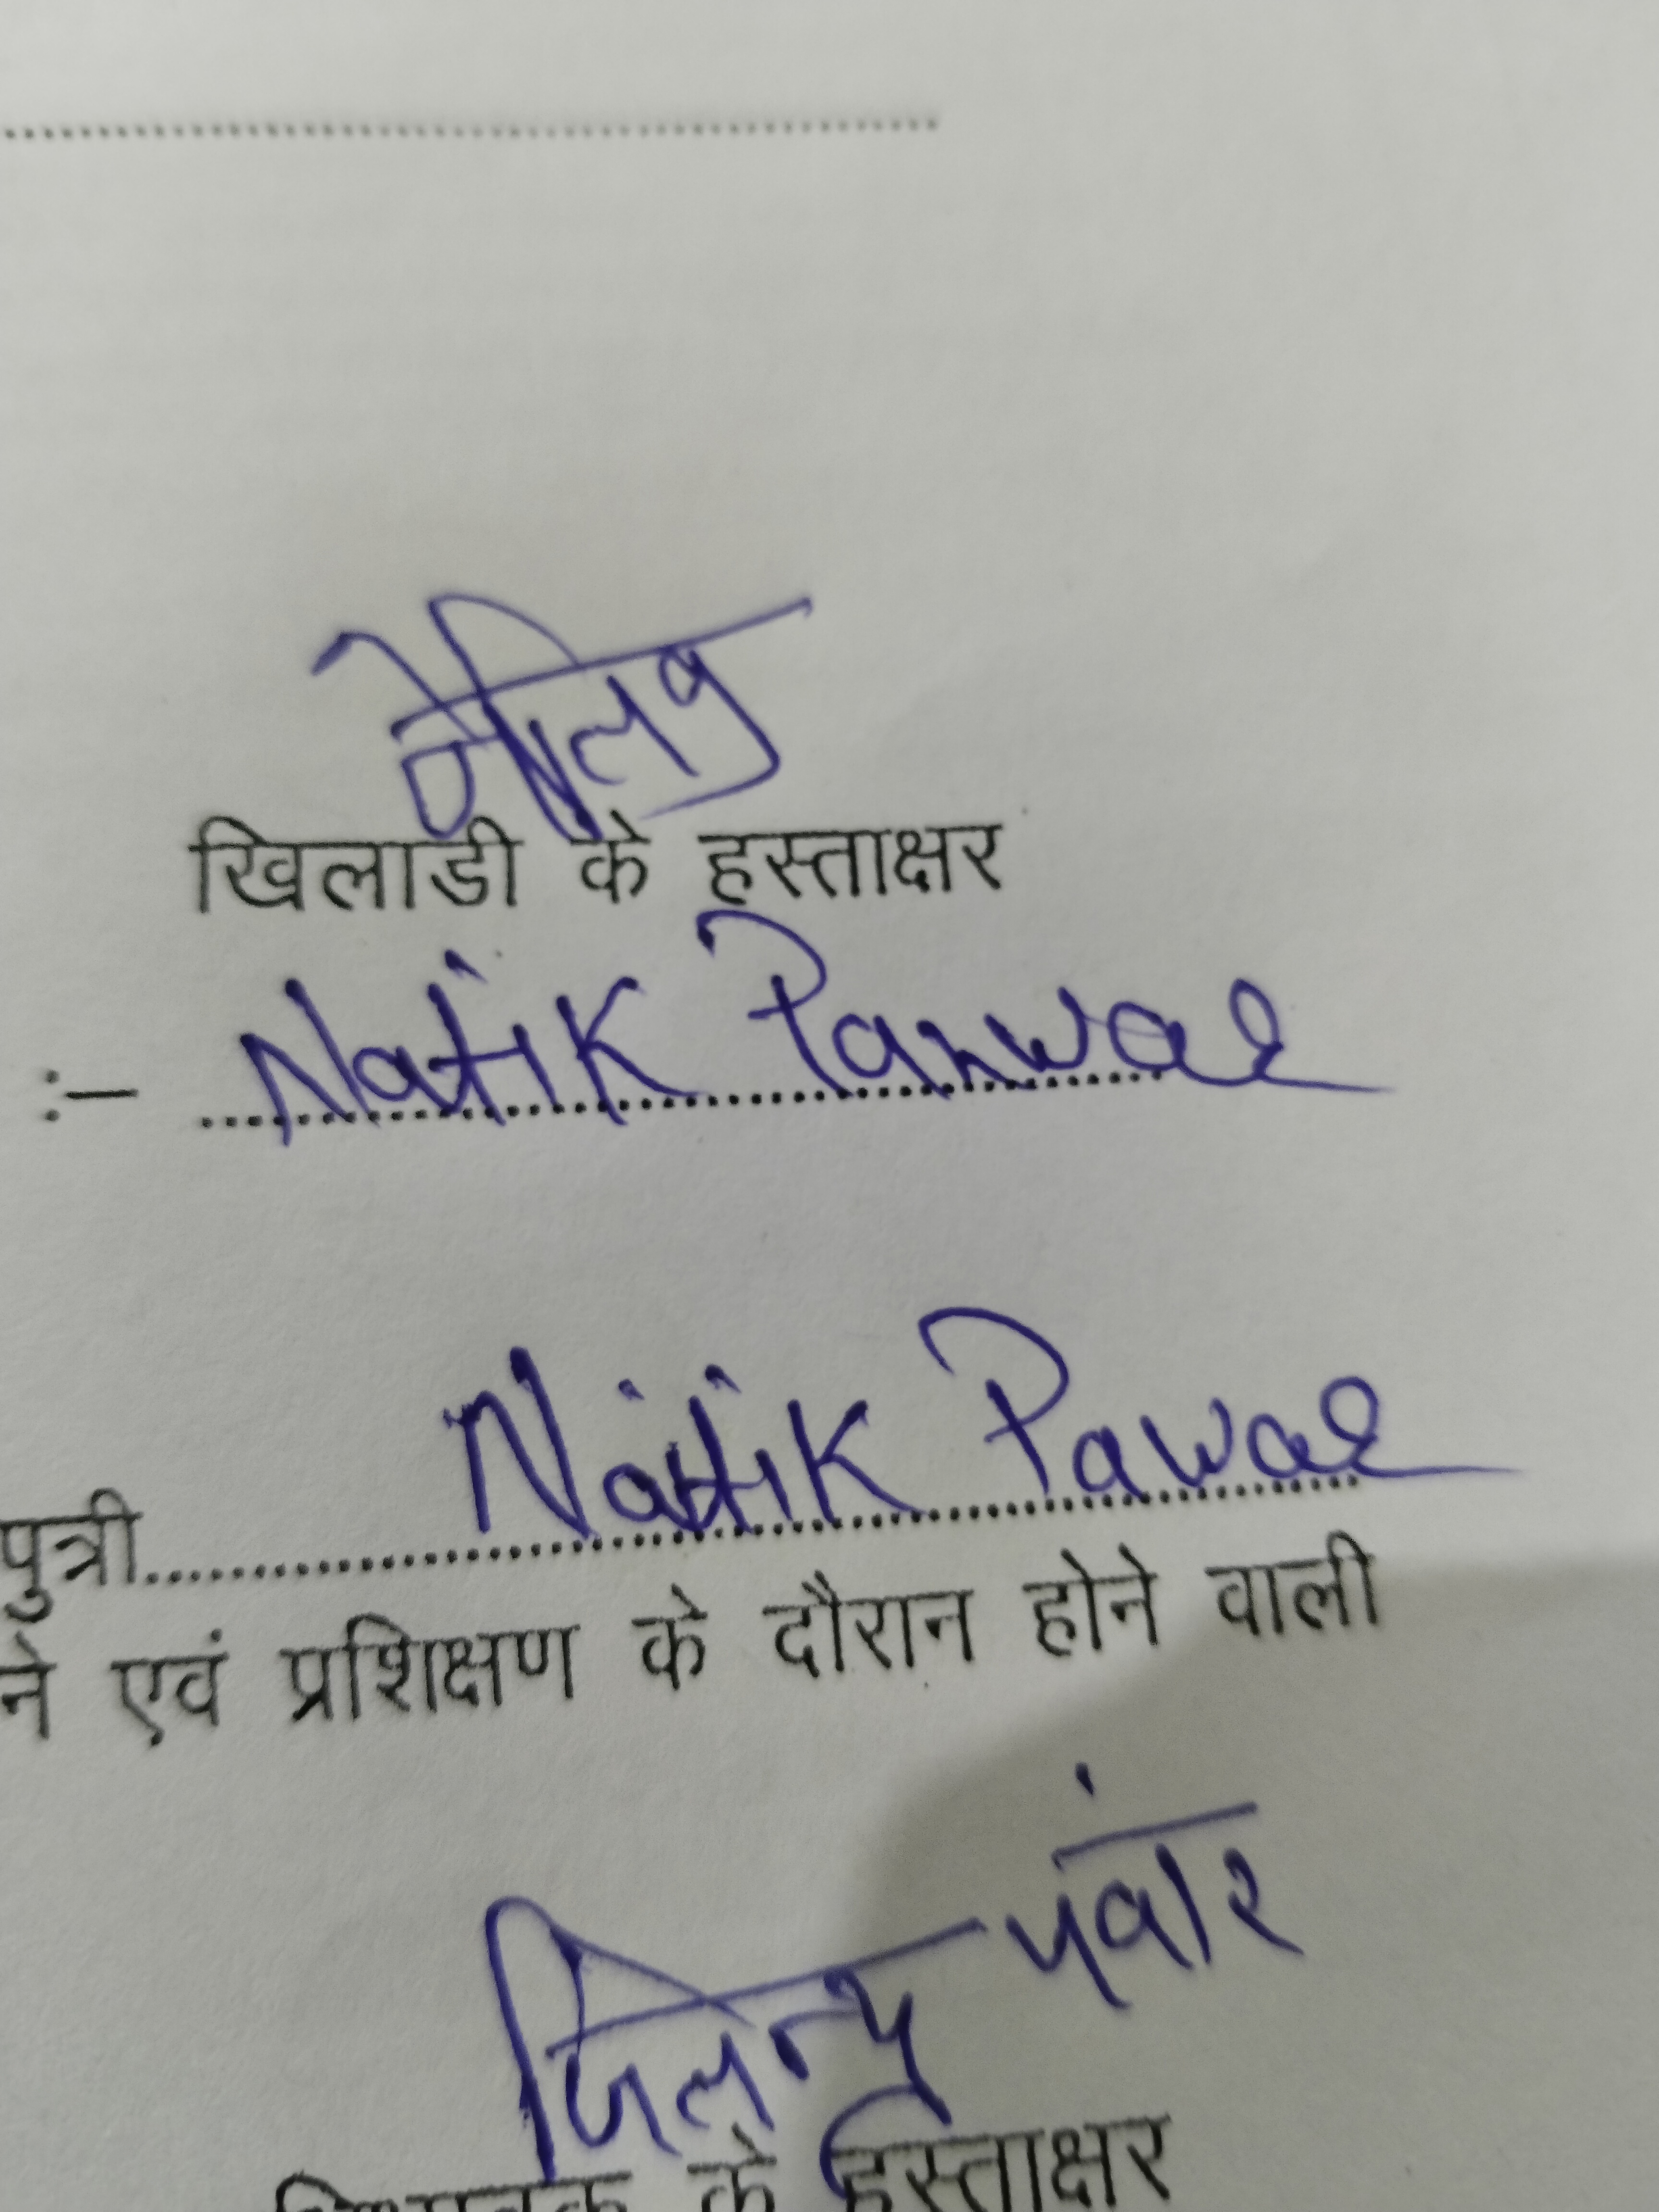 खिलाडी के हस्ताक्षर
:– Natik Panwar
Natik Pawar
पुत्री
ने एवं प्रशिक्षण के दौरान होने वाली
पंवार
के हस्ताक्षर